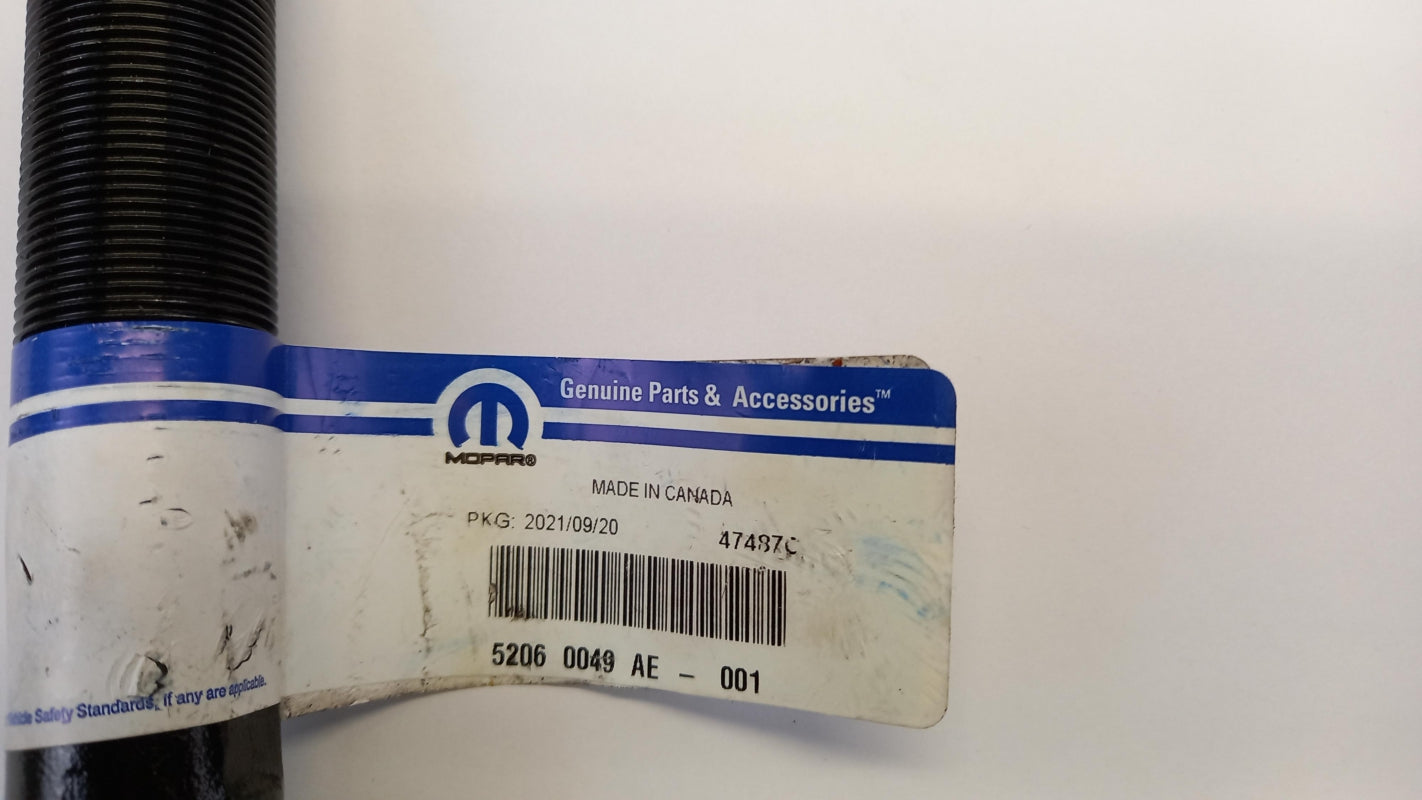 Genuine Parts & Accessories™
MOPAR®
MADE IN CANADA
PKG: 2021/09/20
47487C
5206 0049 AE - 001
Safety Standards, if any are applicable.